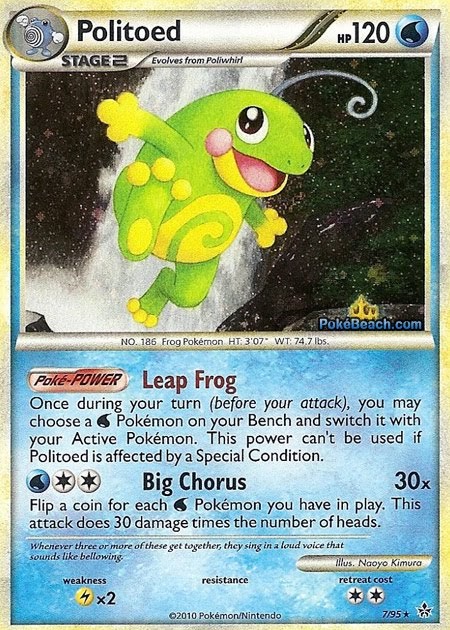 Politoed
HP120
STAGE2 Evolves from Poliwhirl
PokéBeach.com
NO. 186 Frog Pokémon HT: 3'07" WT: 74.7 lbs.
Poké-POWER Leap Frog
Once during your turn (before your attack), you may
choose a Pokémon on your Bench and switch it with
your Active Pokémon. This power can't be used if
Politoed is affected by a Special Condition.
Big Chorus 30x
Flip a coin for each Pokémon you have in play. This
attack does 30 damage times the number of heads.
Whenever three or more of these get together, they sing in a loud voice that
sounds like bellowing.
Illus. Naoyo Kimura
weakness resistance retreat cost
×2
©2010 Pokémon/Nintendo 7/95★